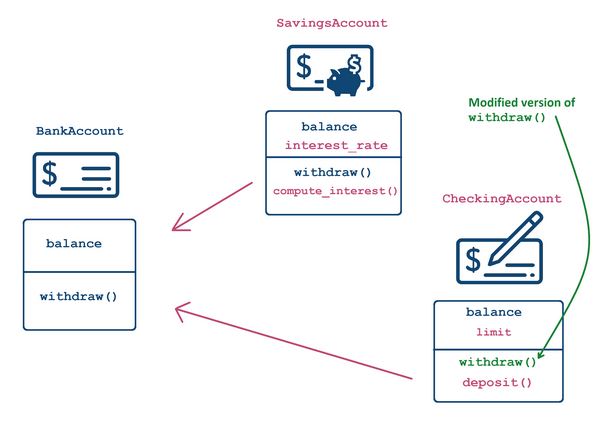 SavingsAccount
$
$
balance
interest_rate
withdraw()
compute_interest()
BankAccount
$
balance
withdraw()
Modified version of
withdraw()
CheckingAccount
$
balance
limit
withdraw()
deposit()